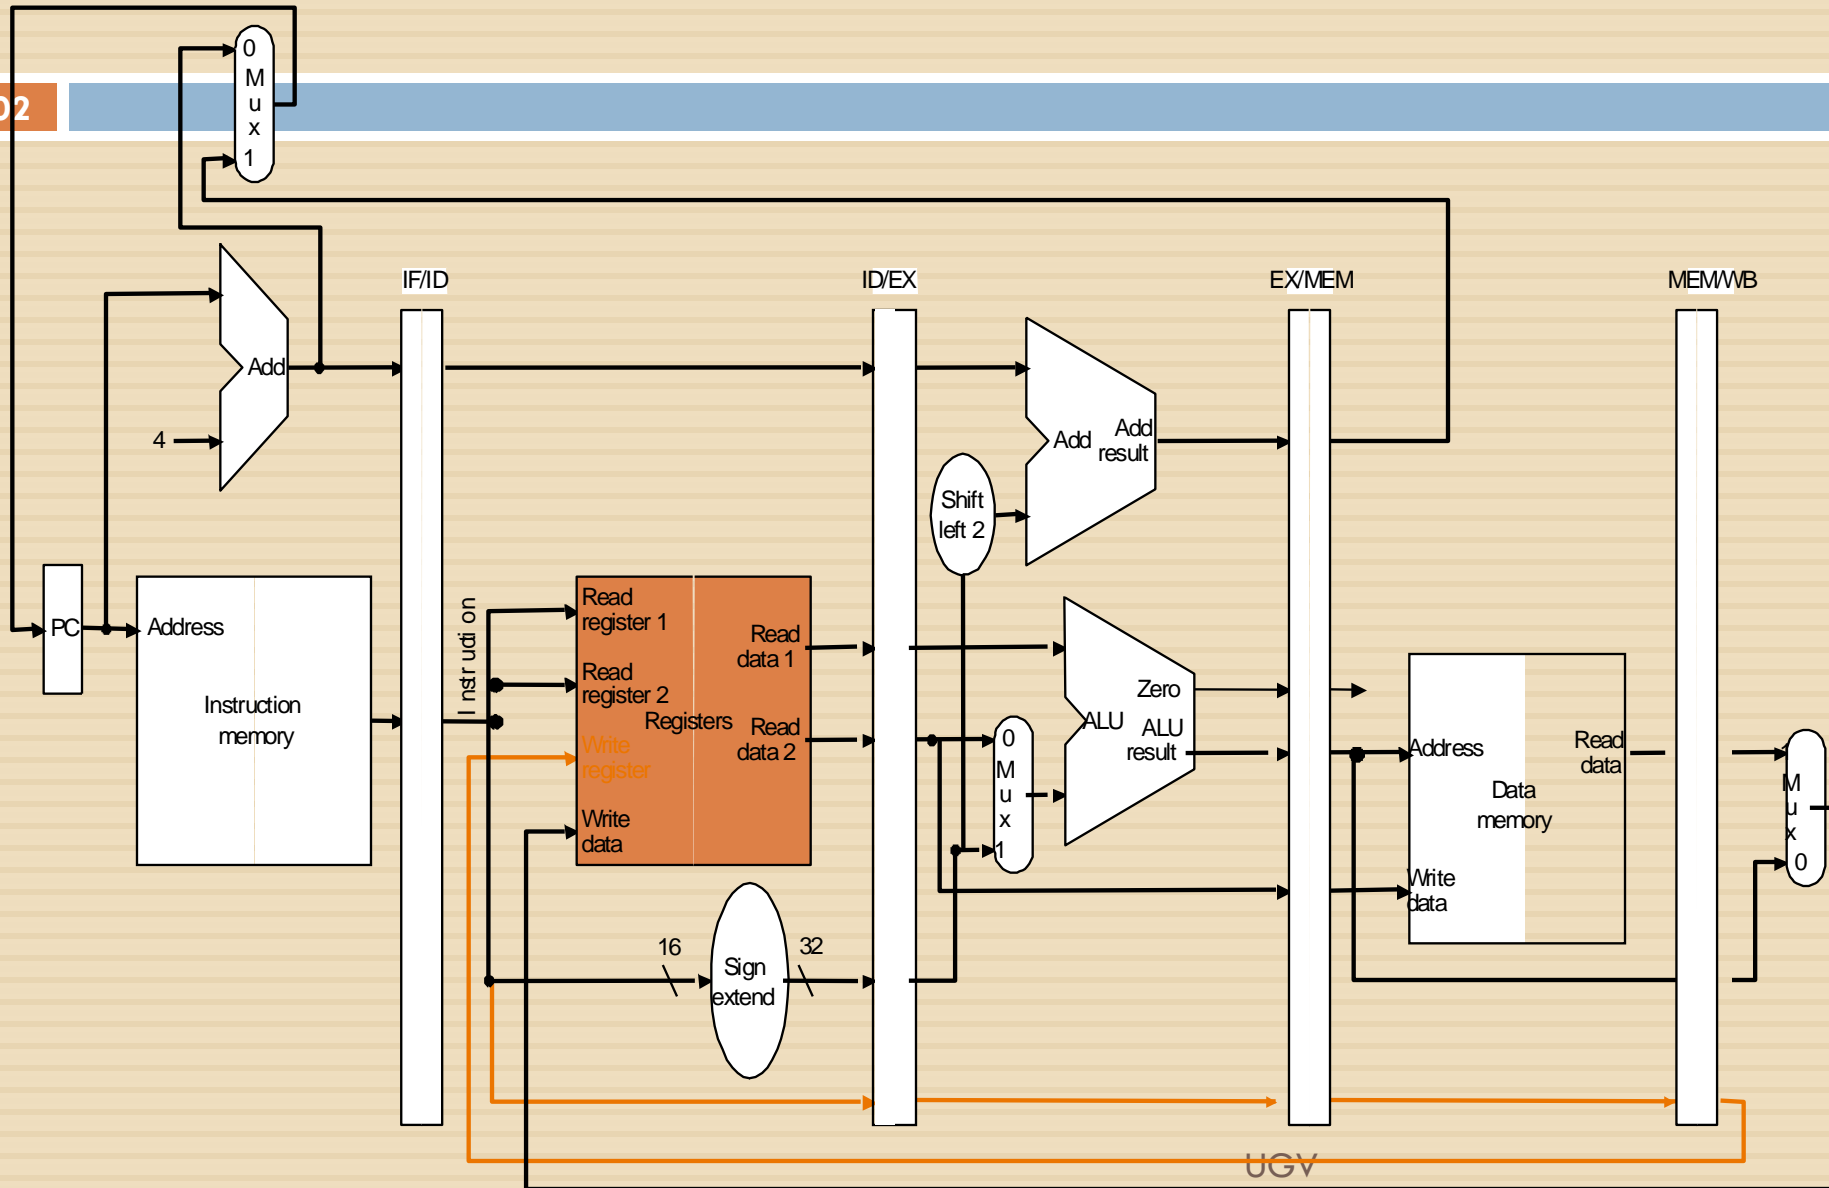 0
M
u
x
1
02
IF/ID
ID/EX
EX/MEM
MEM/WB
Add
4
Add
Add
result
Shift
left 2
PC
Address
Instruction
memory
Instruction
Read
register 1
Read
register 2
Write
register
Write
data
Registers
Read
data 1
Read
data 2
16
Sign
extend
32
0
M
u
x
1
Zero
ALU
ALU
result
Address
Read
data
Data
memory
Write
data
1
M
u
x
0
UGV